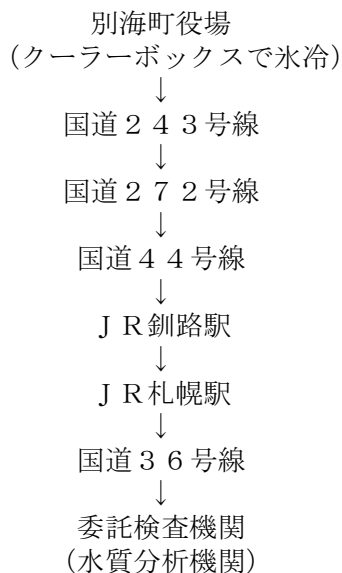 別海町役場
(クーラーボックスで氷冷)
↓
国道２４３号線
↓
国道２７２号線
↓
国道４４号線
↓
ＪＲ釧路駅
↓
ＪＲ札幌駅
↓
国道３６号線
↓
委託検査機関
(水質分析機関)